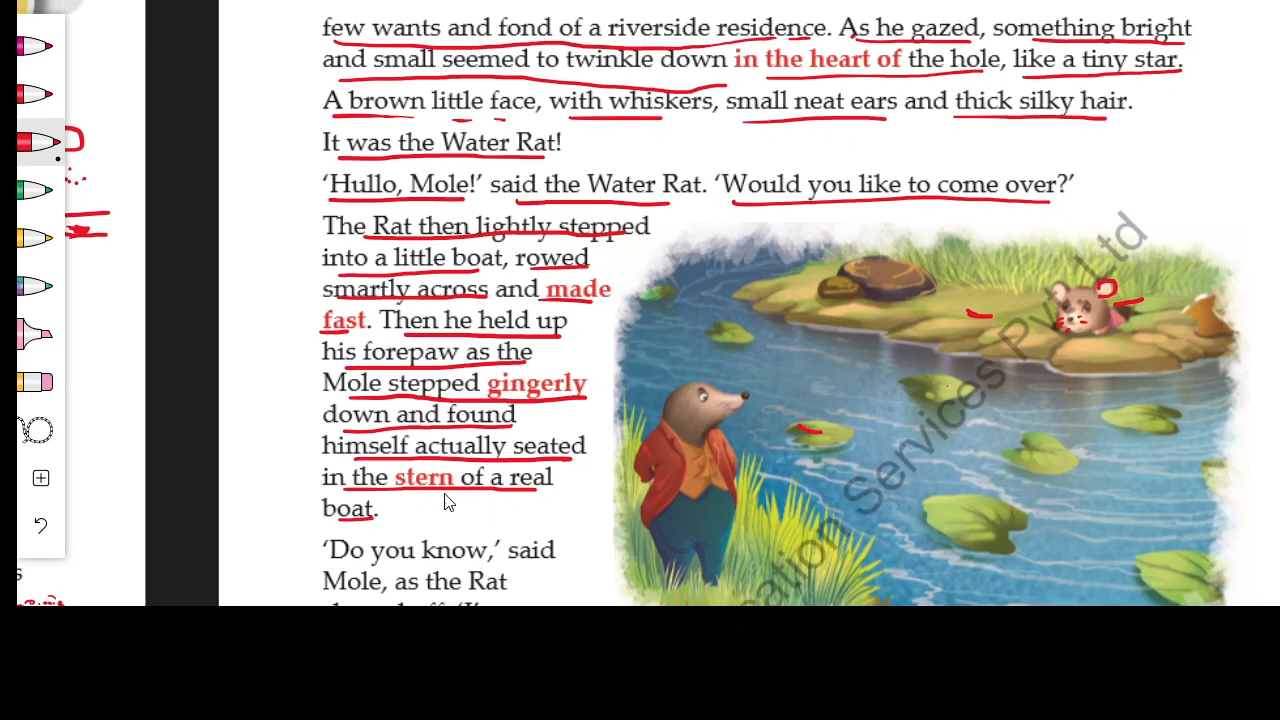 few wants and fond of a riverside residence. As he gazed, something bright
and small seemed to twinkle down in the heart of the hole, like a tiny star.
A brown little face, with whiskers, small neat ears and thick silky hair.
It was the Water Rat!
‘Hullo, Mole!’ said the Water Rat. ‘Would you like to come over?’
The Rat then lightly stepped
into a little boat, rowed
smartly across and made
fast. Then he held up
his forepaw as the
Mole stepped gingerly
down and found
himself actually seated
in the stern of a real
boat.
‘Do you know,’ said
Mole, as the Rat
Services Pvt Ltd